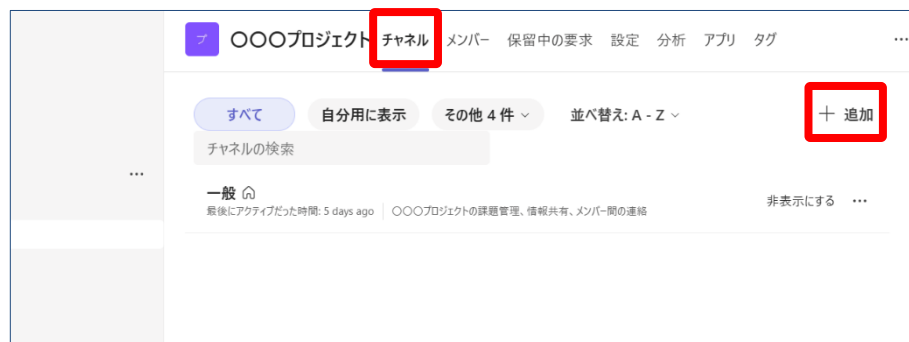 プ 〇〇〇プロジェクト チャネル メンバー 保留中の要求 設定 分析 アプリ タグ ...
すべて 自分用に表示 その他 4 件 並べ替え: A - Z + 追加
チャネルの検索
...
一般
最後にアクティブだった時間: 5 days ago 〇〇〇プロジェクトの課題管理、情報共有、メンバー間の連絡 非表示にする ...